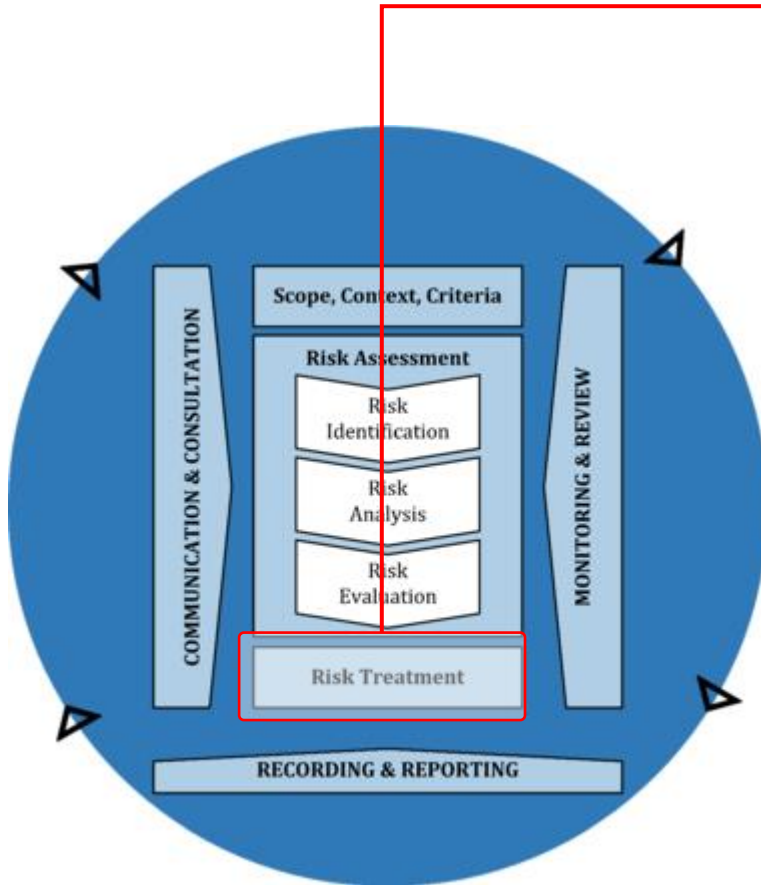 Scope, Context, Criteria
Risk Assessment
Risk
Identification
Risk
Analysis
Risk
Evaluation
Risk Treatment
COMMUNICATION & CONSULTATION
MONITORING & REVIEW
RECORDING & REPORTING